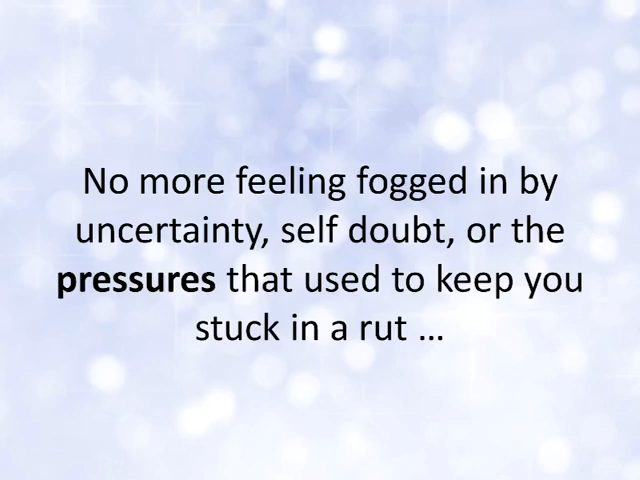 No more feeling fogged in by
uncertainty, self doubt, or the
pressures that used to keep you
stuck in a rut ...